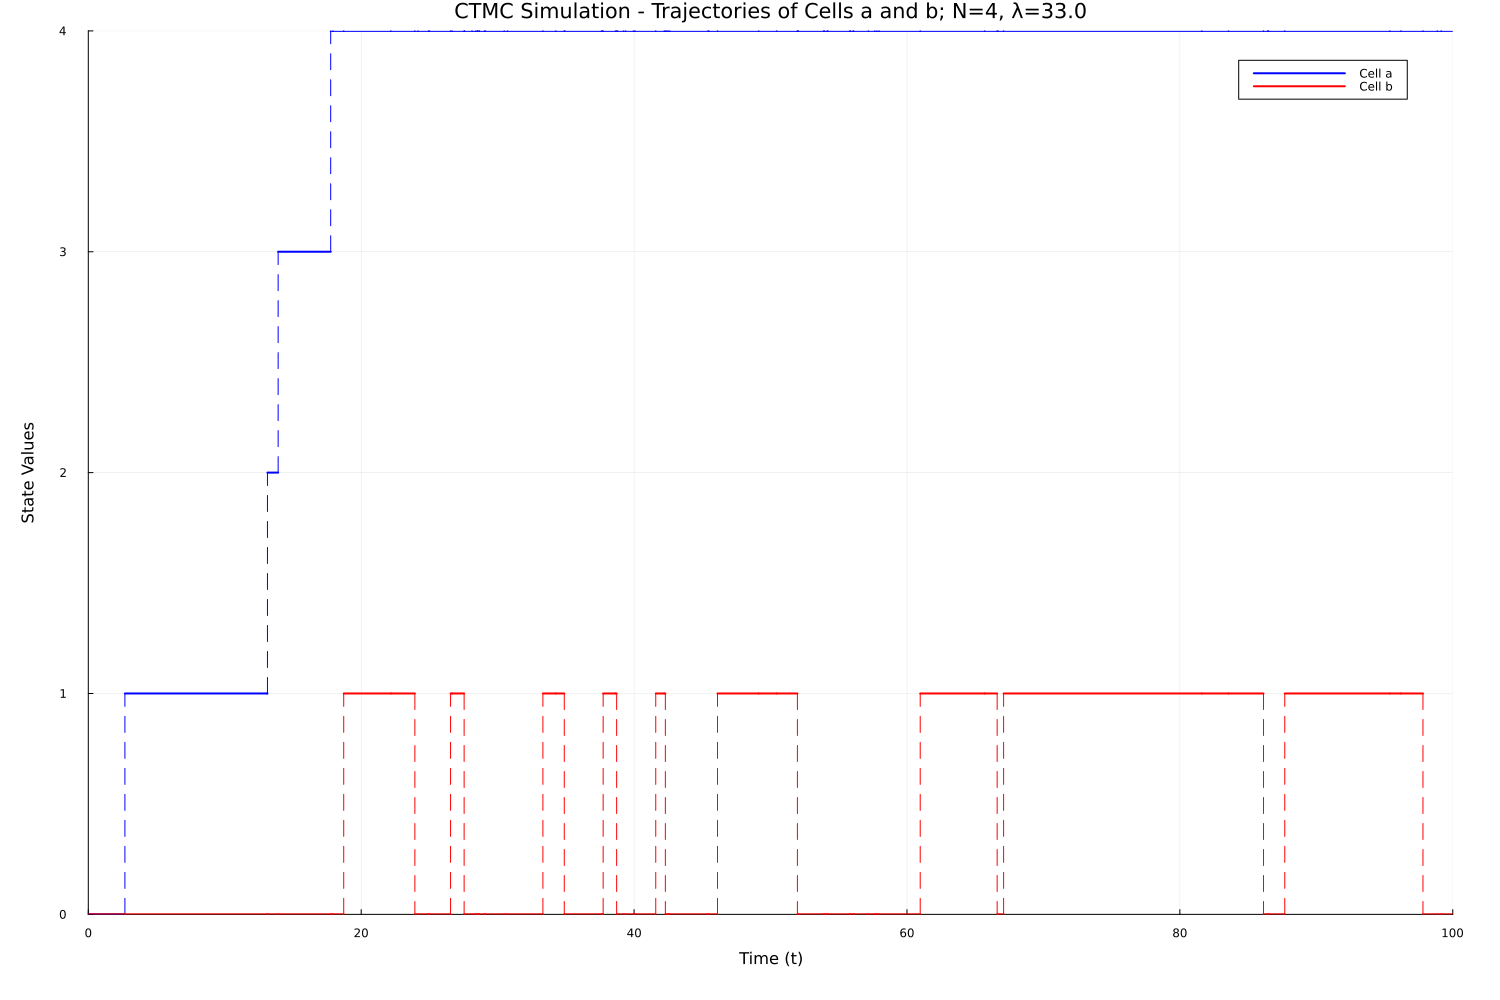 CTMC Simulation - Trajectories of Cells a and b; N=4, λ=33.0
4
Cell a
Cell b
3
State Values
2
1
0
0 20 40 60 80 100
Time (t)